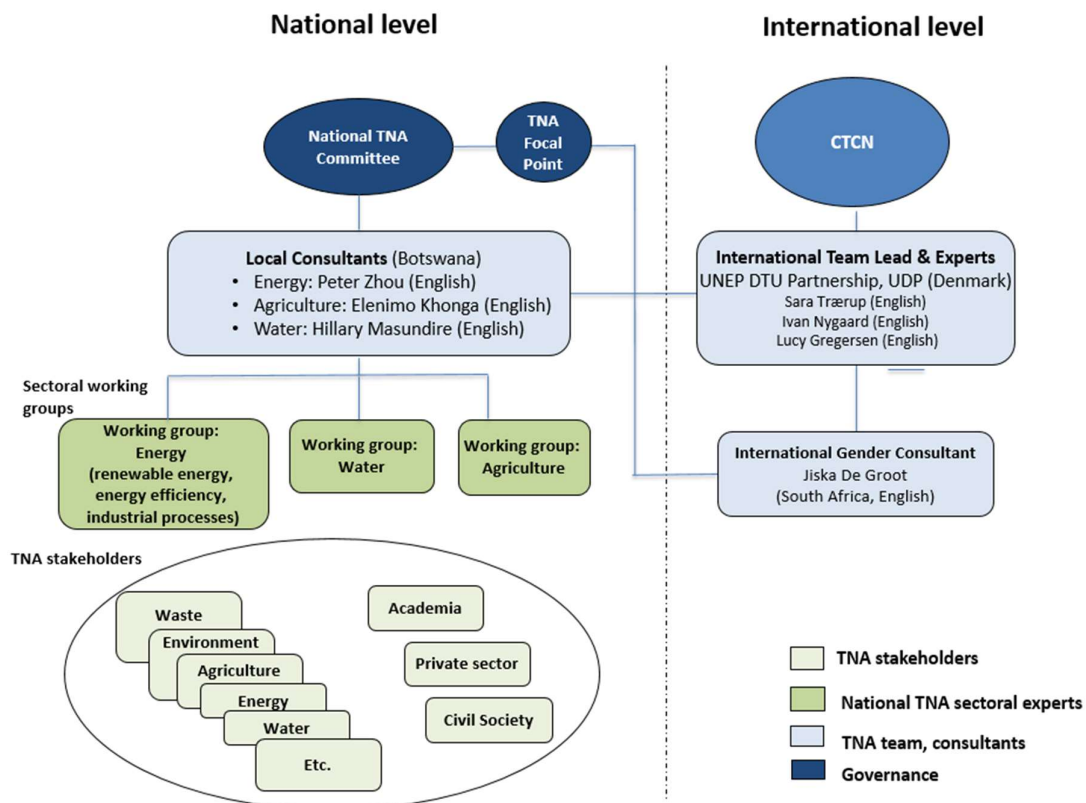 National level
International level
National TNA
Committee
TNA
Focal
Point
CTCN
Local Consultants (Botswana)
• Energy: Peter Zhou (English)
• Agriculture: Elenimo Khonga (English)
• Water: Hillary Masundire (English)
International Team Lead & Experts
UNEP DTU Partnership, UDP (Denmark)
Sara Trærup (English)
Ivan Nygaard (English)
Lucy Gregersen (English)
Sectoral working
groups
Working group:
Energy
(renewable energy,
energy efficiency,
industrial processes)
Working group:
Water
Working group:
Agriculture
International Gender Consultant
Jiska De Groot
(South Africa, English)
TNA stakeholders
Waste
Environment
Agriculture
Energy
Water
Etc.
Academia
Private sector
Civil Society
TNA stakeholders
National TNA sectoral experts
TNA team, consultants
Governance